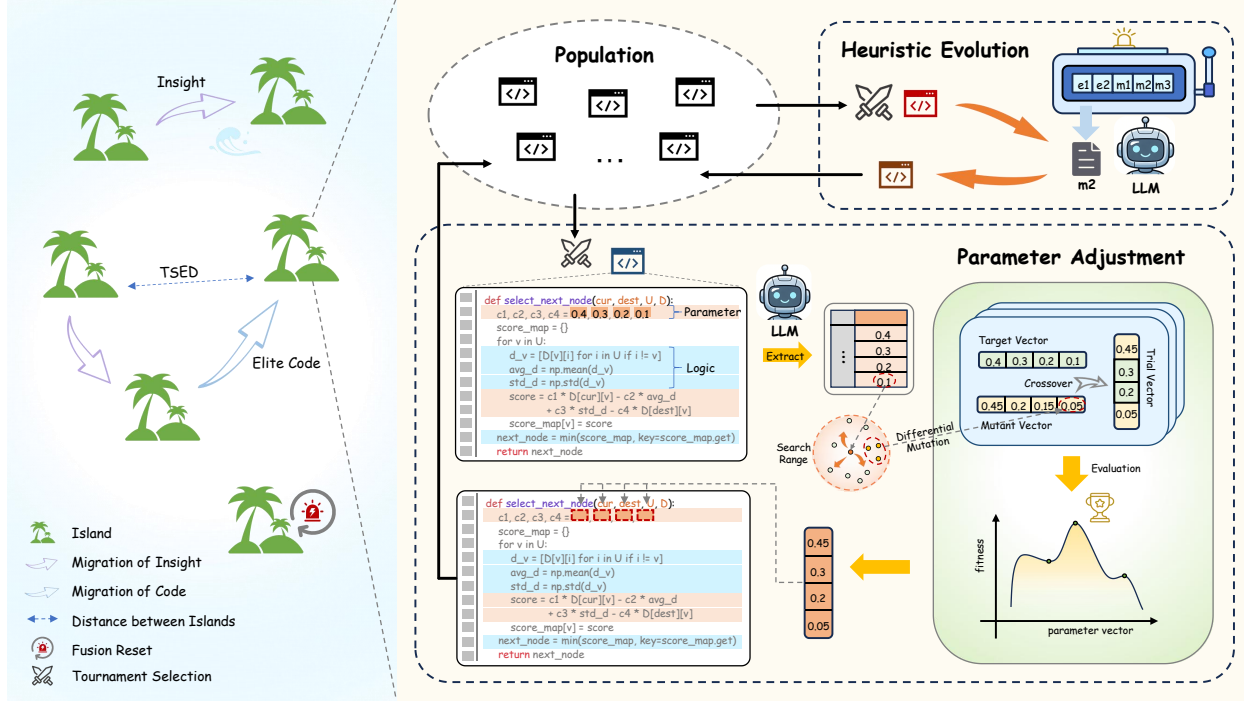 Insight
TSED
Elite Code
Island
Migration of Insight
Migration of Code
Distance between Islands
Fusion Reset
Tournament Selection
Population
</>
</>
</>
</>
...
</>
Heuristic Evolution
e1 e2 m1 m2 m3
</>
</>
m2
LLM
Parameter Adjustment
</>
def select_next_node(cur, dest, U, D):
c1, c2, c3, c4 = 0.4, 0.3, 0.2, 0.1
Parameter
score_map = {}
for v in U:
d_v = [D[v][i] for i in U if i != v]
avg_d = np.mean(d_v)
Logic
std_d = np.std(d_v)
score = c1 * D[cur][v] - c2 * avg_d
+ c3 * std_d - c4 * D[dest][v]
score_map[v] = score
next_node = min(score_map, key=score_map.get)
return next_node
LLM
Extract
...
0.4
0.3
0.2
0.1
Search
Range
Differential
Mutation
Target Vector
0.4 0.3 0.2 0.1
Crossover
0.45 0.2 0.15 0.05
Mutant Vector
0.45
0.3
0.2
0.05
Trial Vector
Evaluation
fitness
parameter vector
0.45
0.3
0.2
0.05
def select_next_node(cur, dest, U, D):
c1, c2, c3, c4 =
score_map = {}
for v in U:
d_v = [D[v][i] for i in U if i != v]
avg_d = np.mean(d_v)
std_d = np.std(d_v)
score = c1 * D[cur][v] - c2 * avg_d
+ c3 * std_d - c4 * D[dest][v]
score_map[v] = score
next_node = min(score_map, key=score_map.get)
return next_node